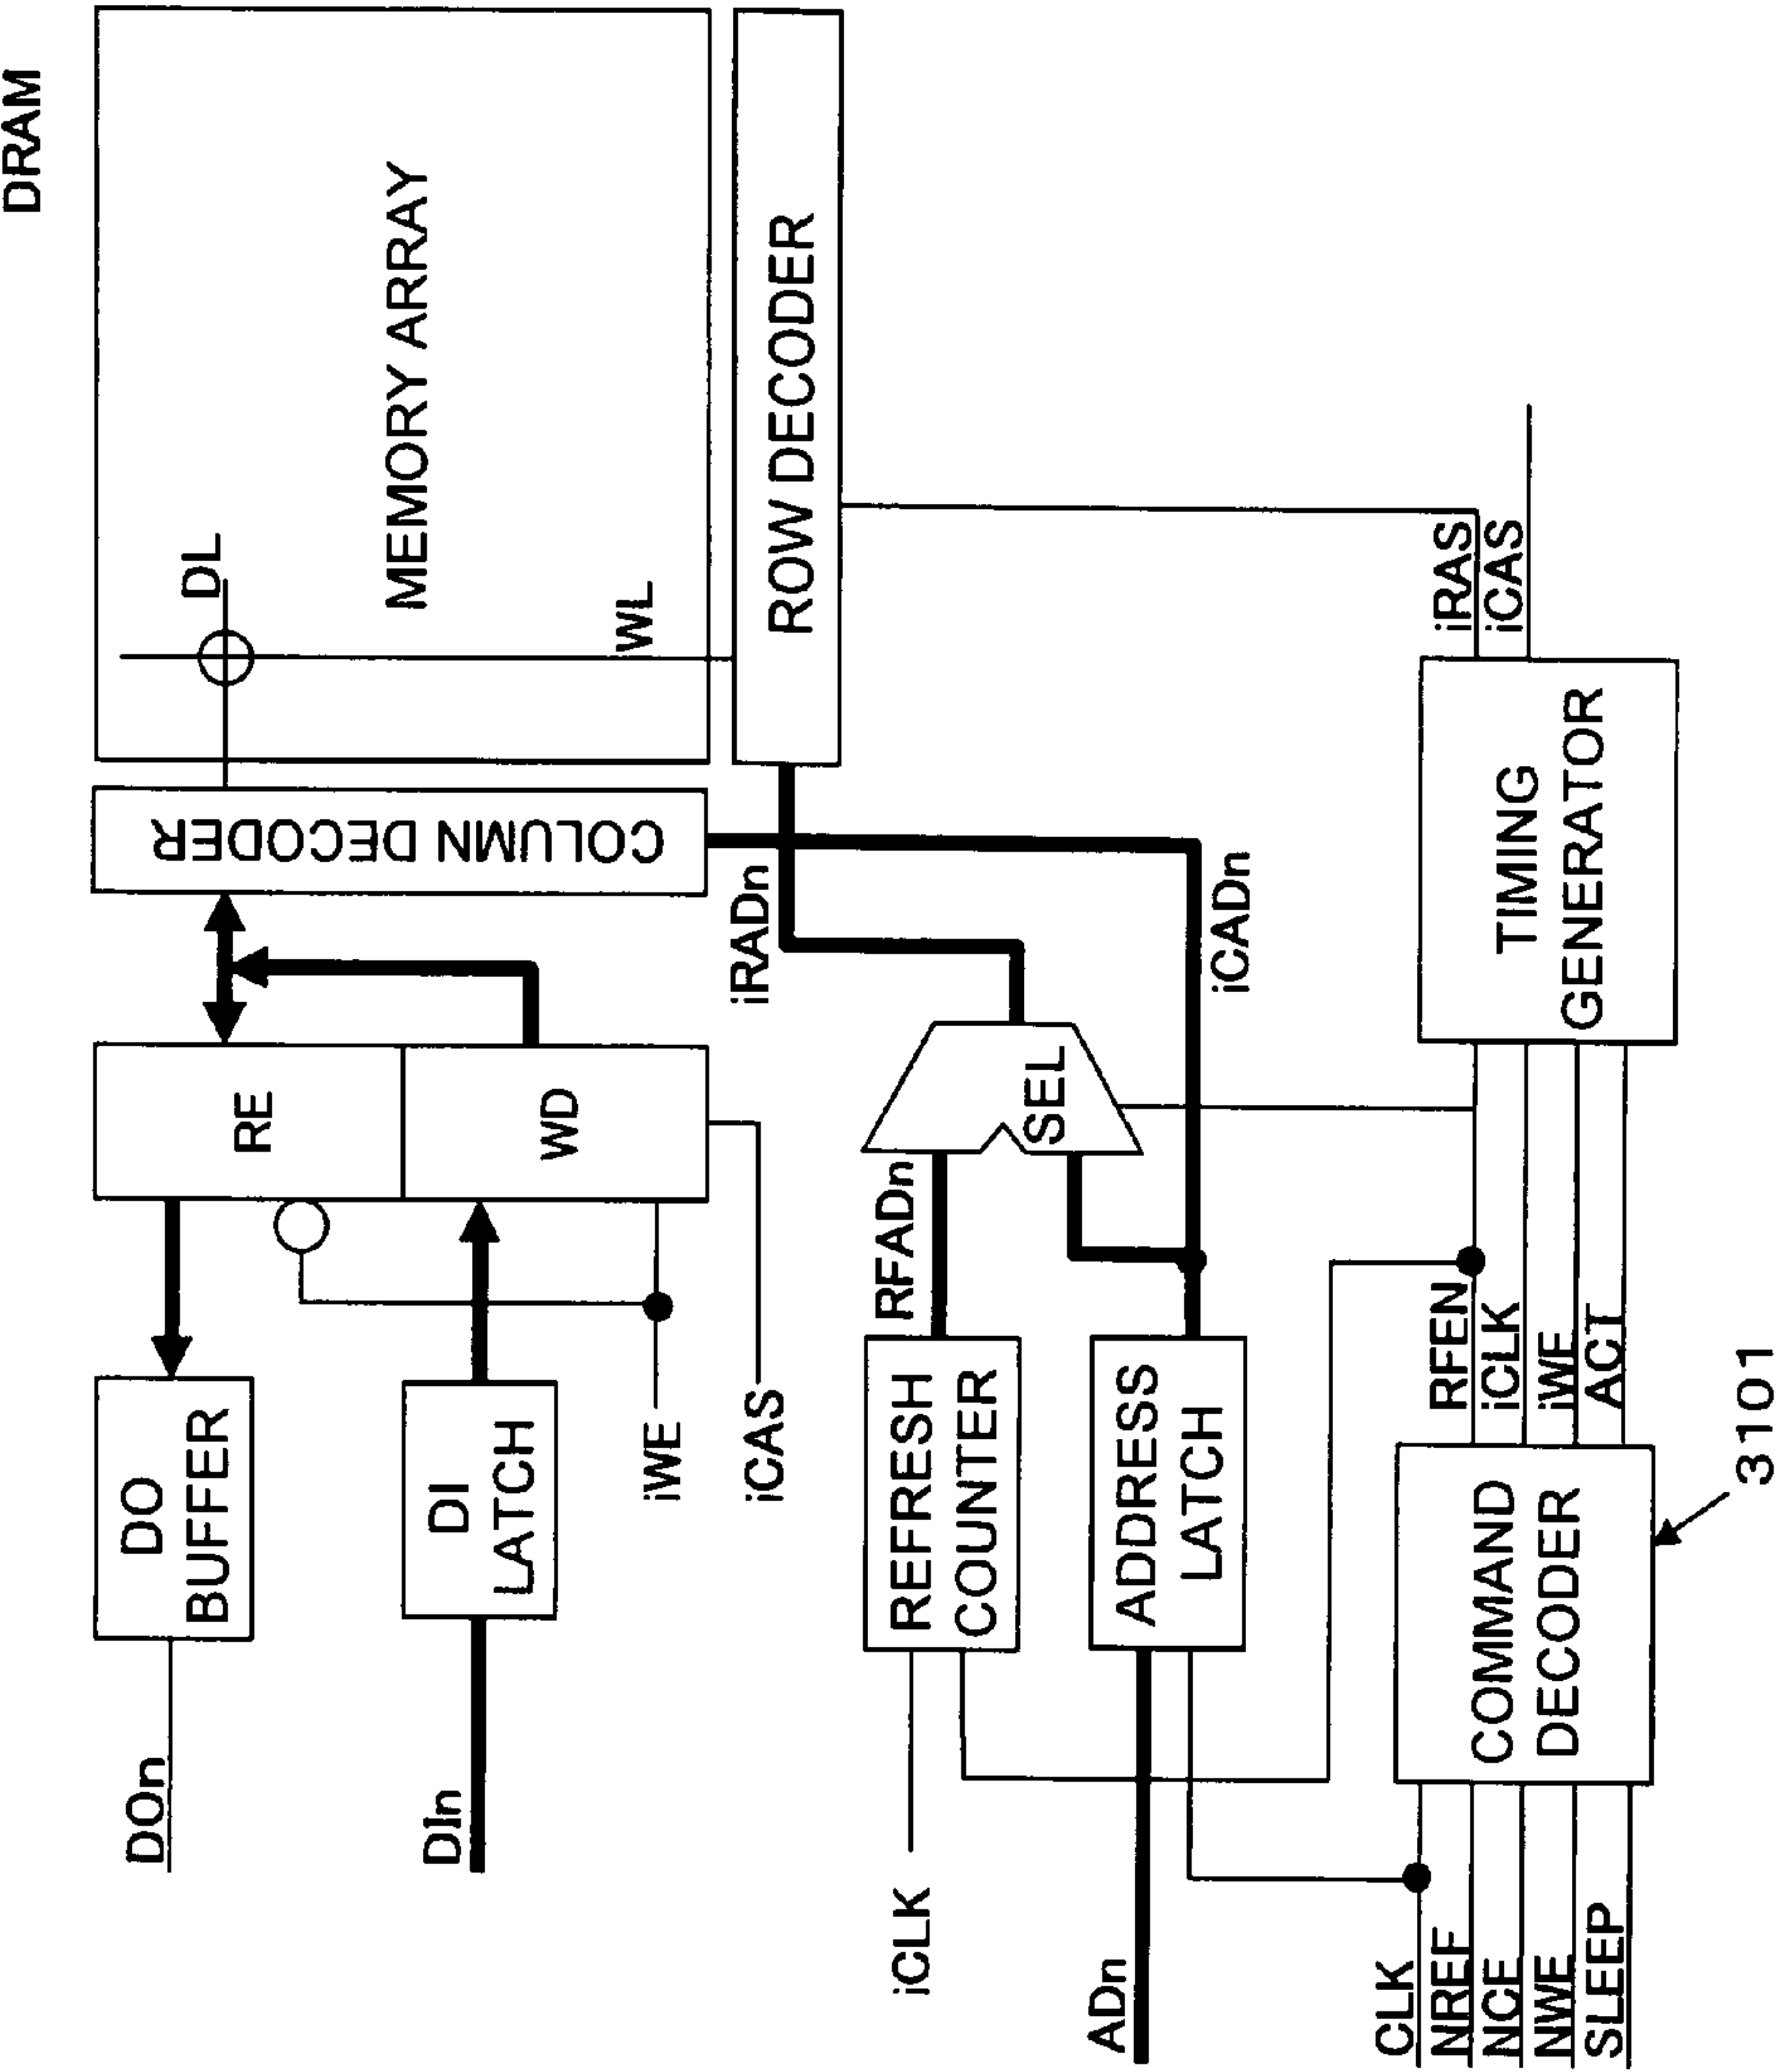 DRAM
DOn
DO
BUFFER
RE
COLUMN DECODER
DL
MEMORY ARRAY
DIn
DI
LATCH
WD
WL
iWE
iCAS
iRADn
ROW DECODER
iCLK
REFRESH
COUNTER
RFADn
SEL
ADn
ADDRESS
LATCH
iCADn
CLK
NREF
NCE
NWE
SLEEP
COMMAND
DECODER
RFEN
iCLK
iWE
ACT
TIMING
GENERATOR
iRAS
iCAS
3101